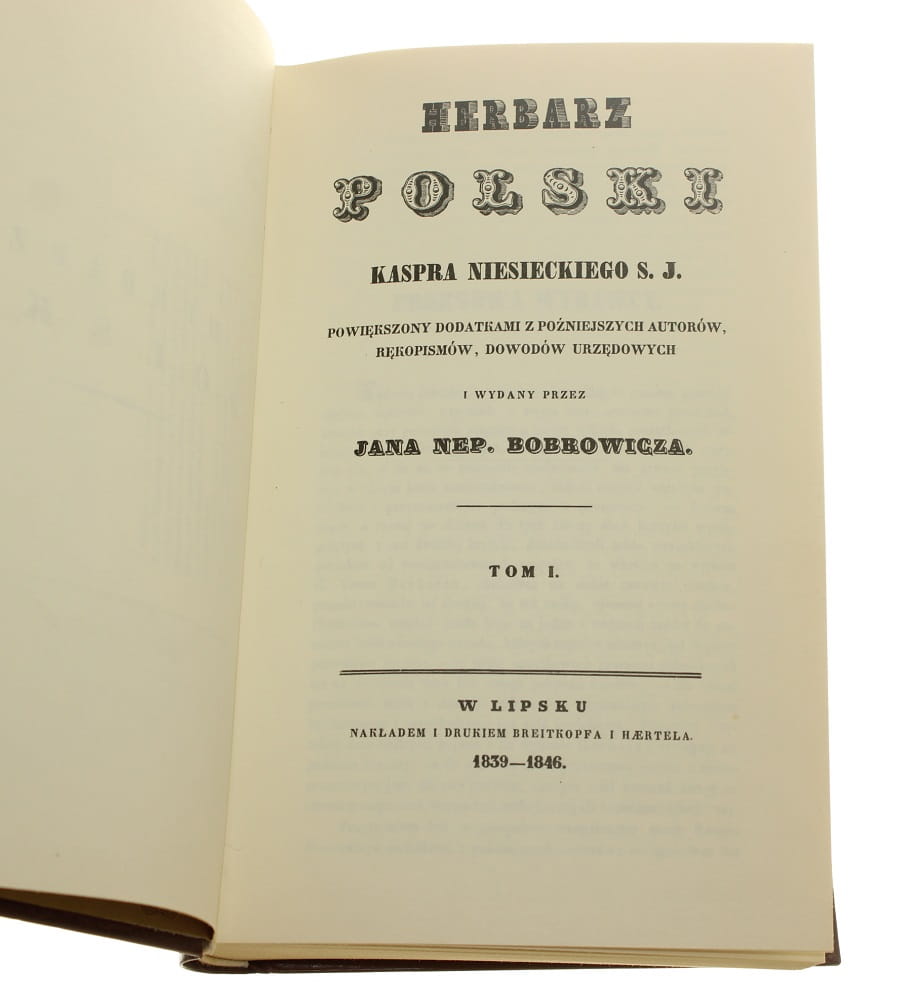 HERBARZ
POLSKI
KASPRA NIESIECKIEGO S. J.
POWIĘKSZONY DODATKAMI Z POŹNIEJSZYCH AUTORÓW,
RĘKOPISMÓW, DOWODÓW URZĘDOWYCH
I WYDANY PRZEZ
JANA NEP. BOBROWICZA.
TOM I.
W LIPSKU
NAKŁADEM I DRUKIEM BREITKOPFA I HÆRTELA.
1839—1846.